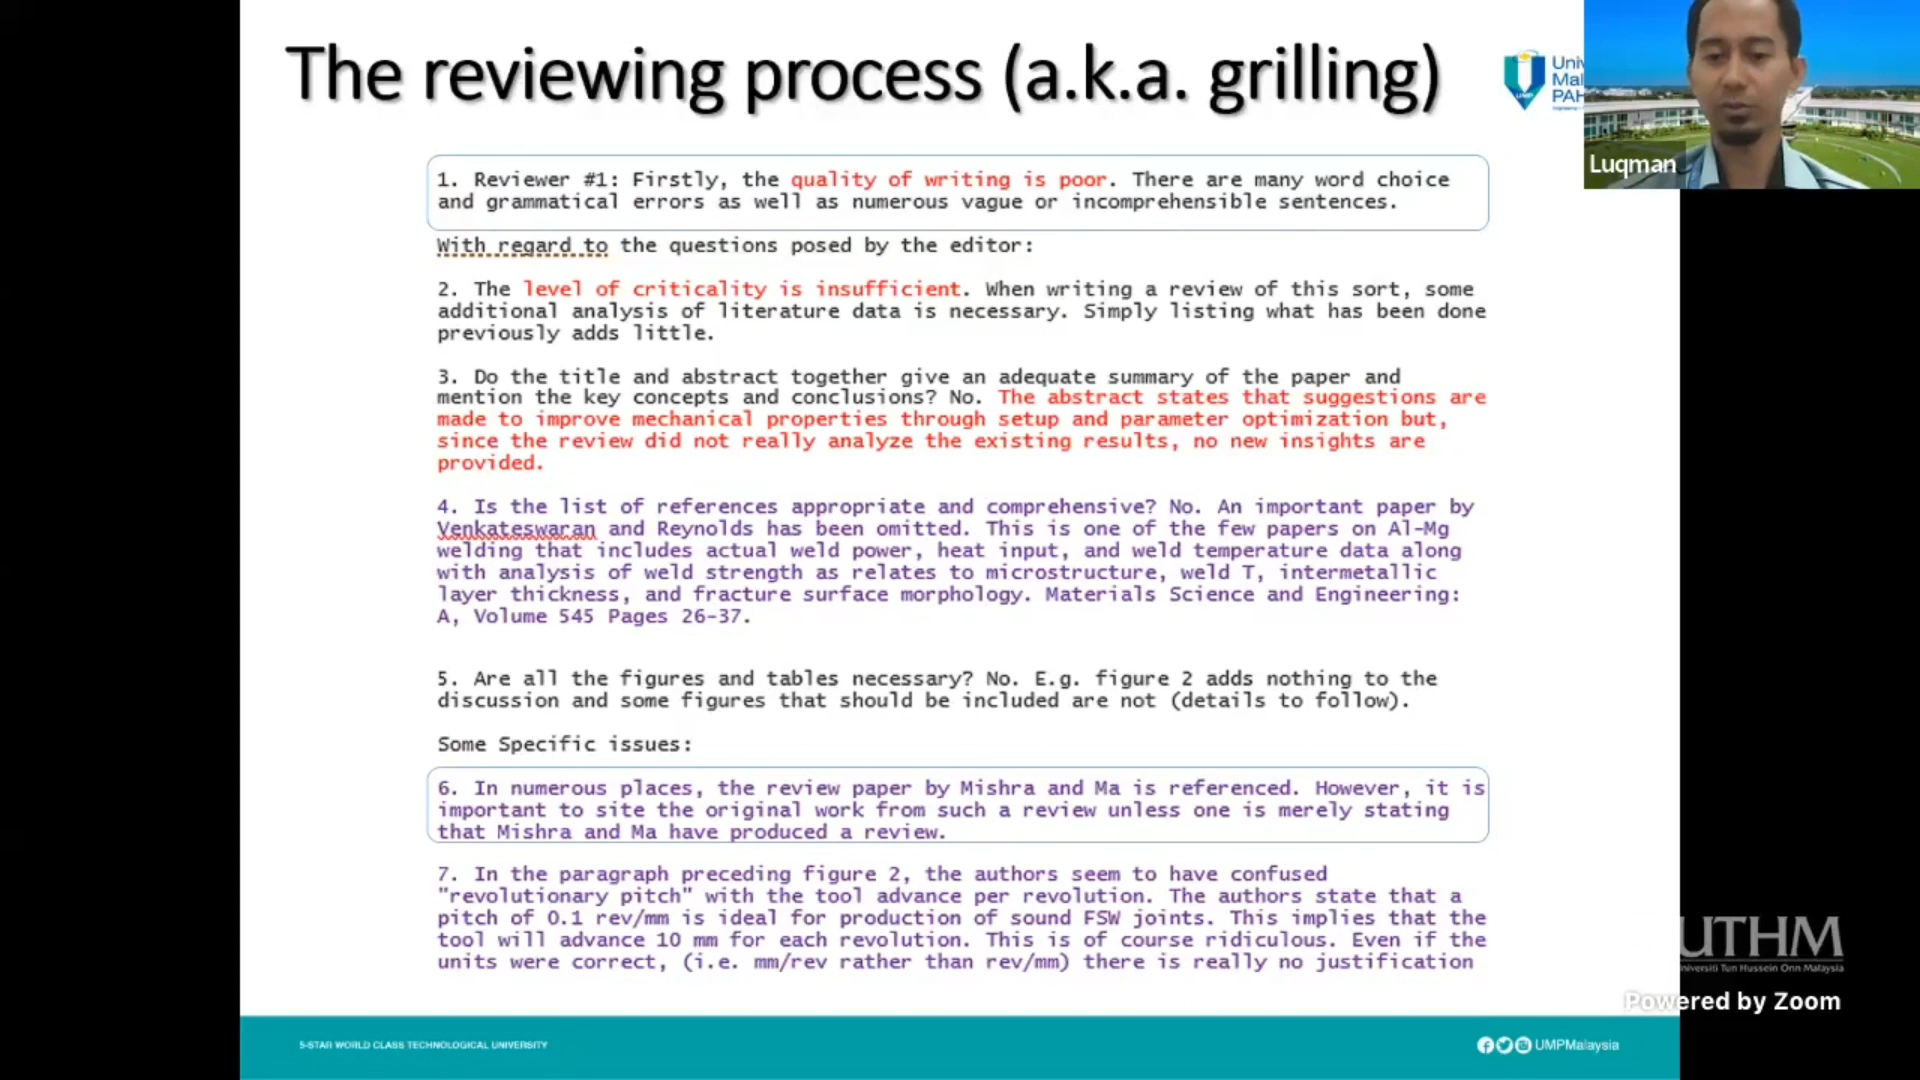 The reviewing process (a.k.a. grilling)
Luqman
1. Reviewer #1: Firstly, the quality of writing is poor. There are many word choice
and grammatical errors as well as numerous vague or incomprehensible sentences.
With regard to the questions posed by the editor:
2. The level of criticality is insufficient. When writing a review of this sort, some
additional analysis of literature data is necessary. Simply listing what has been done
previously adds little.
3. Do the title and abstract together give an adequate summary of the paper and
mention the key concepts and conclusions? No. The abstract states that suggestions are
made to improve mechanical properties through setup and parameter optimization but,
since the review did not really analyze the existing results, no new insights are
provided.
4. Is the list of references appropriate and comprehensive? No. An important paper by
Venkateswaran and Reynolds has been omitted. This is one of the few papers on Al-Mg
welding that includes actual weld power, heat input, and weld temperature data along
with analysis of weld strength as relates to microstructure, weld T, intermetallic
layer thickness, and fracture surface morphology. Materials Science and Engineering:
A, Volume 545 Pages 26-37.
5. Are all the figures and tables necessary? No. E.g. figure 2 adds nothing to the
discussion and some figures that should be included are not (details to follow).
Some Specific issues:
6. In numerous places, the review paper by Mishra and Ma is referenced. However, it is
important to site the original work from such a review unless one is merely stating
that Mishra and Ma have produced a review.
7. In the paragraph preceding figure 2, the authors seem to have confused
"revolutionary pitch" with the tool advance per revolution. The authors state that a
pitch of 0.1 rev/mm is ideal for production of sound FSW joints. This implies that the
tool will advance 10 mm for each revolution. This is of course ridiculous. Even if the
units were correct, (i.e. mm/rev rather than rev/mm) there is really no justification
UTHM
Universiti Tun Hussein Onn Malaysia
Powered by Zoom
5-STAR WORLD CLASS TECHNOLOGICAL UNIVERSITY
UMPMalaysia